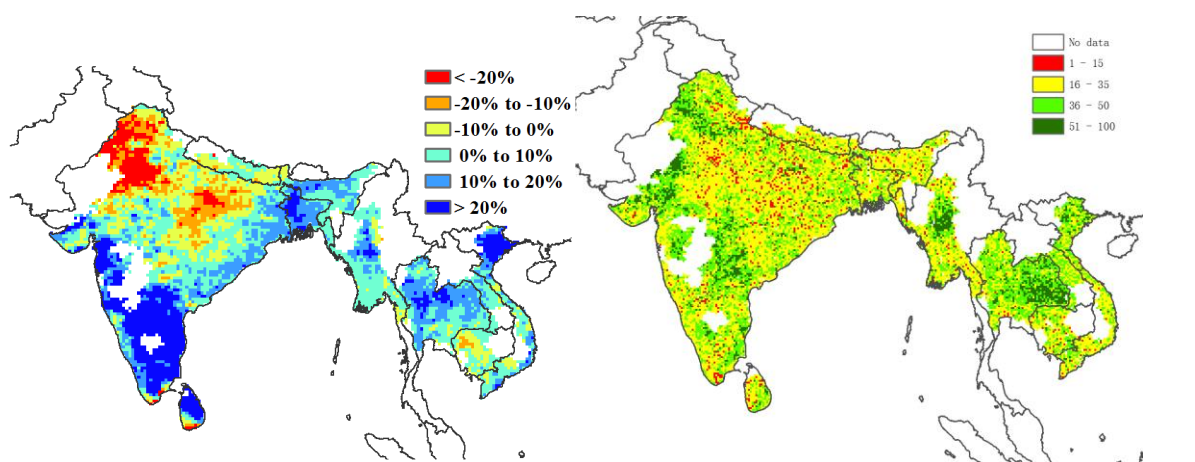 < -20%
-20% to -10%
-10% to 0%
0% to 10%
10% to 20%
> 20%
No data
1 - 15
16 - 35
36 - 50
51 - 100